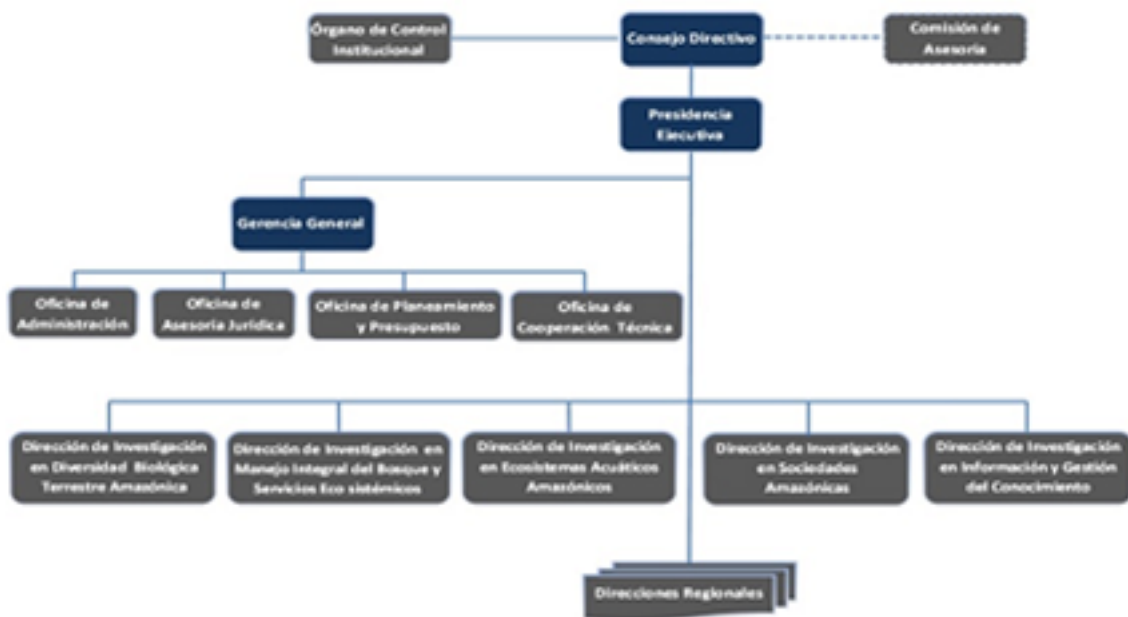 Órgano de Control
Institucional
Consejo Directivo
Comisión de
Asesoría
Presidencia
Ejecutiva
Gerencia General
Oficina de
Administración
Oficina de
Asesoría Jurídica
Oficina de Planeamiento
y Presupuesto
Oficina de
Cooperación Técnica
Dirección de Investigación
en Diversidad Biológica
Terrestre Amazónica
Dirección de Investigación en
Manejo Integral del Bosque y
Servicios Eco sistémicos
Dirección de Investigación
en Ecosistemas Acuáticos
Amazónicos
Dirección de Investigación
en Sociedades
Amazónicas
Dirección de Investigación
en Información y Gestión
del Conocimiento
Direcciones Regionales